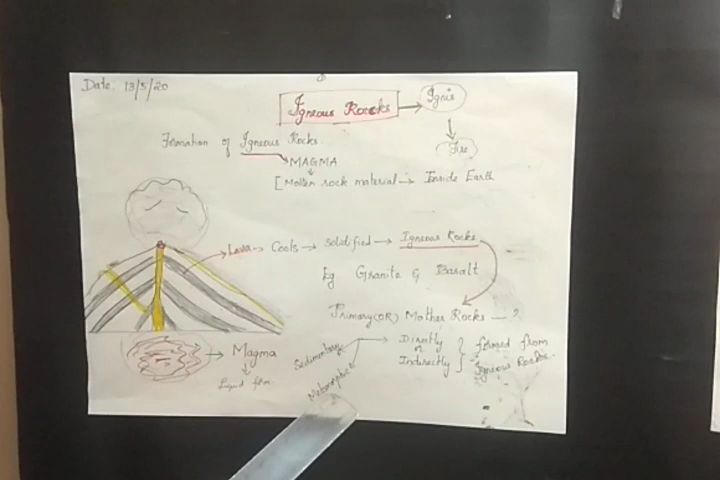 Date: 13/5/20
Igneous Rocks → Ignis
Fire
Formation of Igneous Rocks
MAGMA
[Molten rock material → Inside Earth
Lava → Cools → solidified → Igneous Rocks
Eg Granite & Basalt
Primary (OR) Mother Rocks — ?
Sedimentary → Directly
or
Metamorphic Indirectly } formed from
Igneous Rocks.
→ Magma
Liquid form